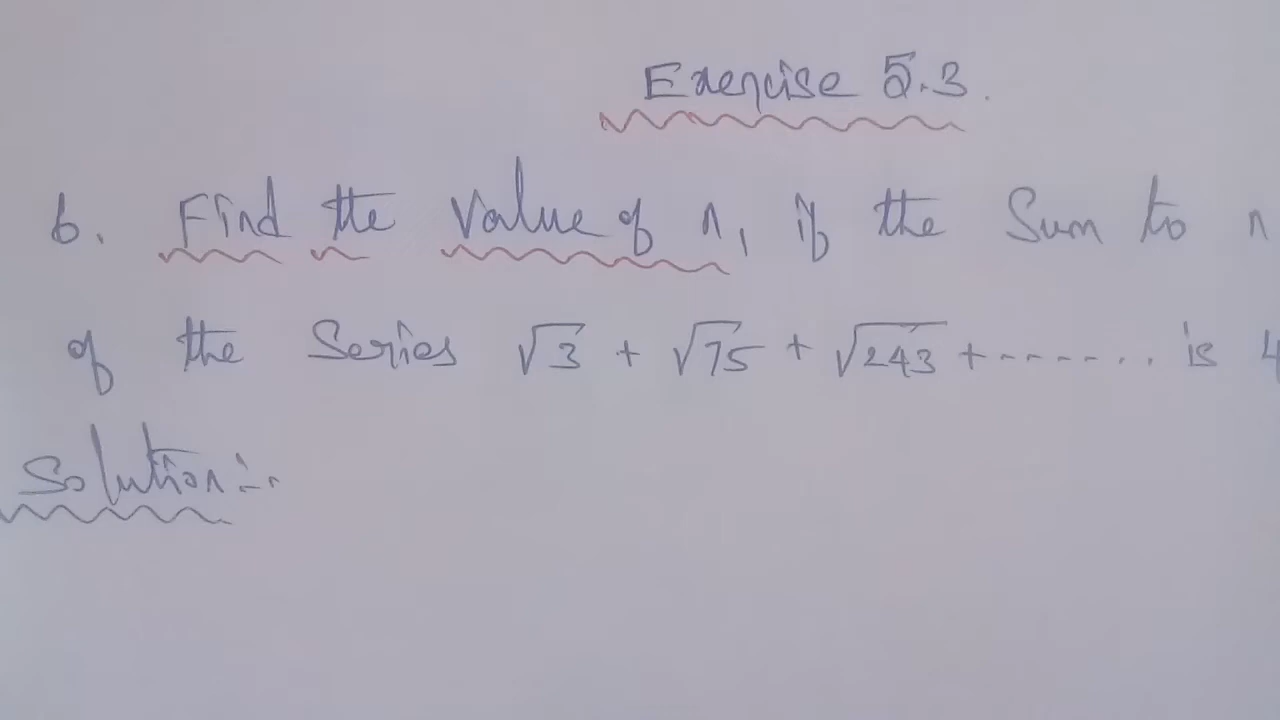 Exercise 5.3.
6. Find the value of n, if the Sum to n
of the Series √3 + √75 + √243 +....... is 4
Solution:-